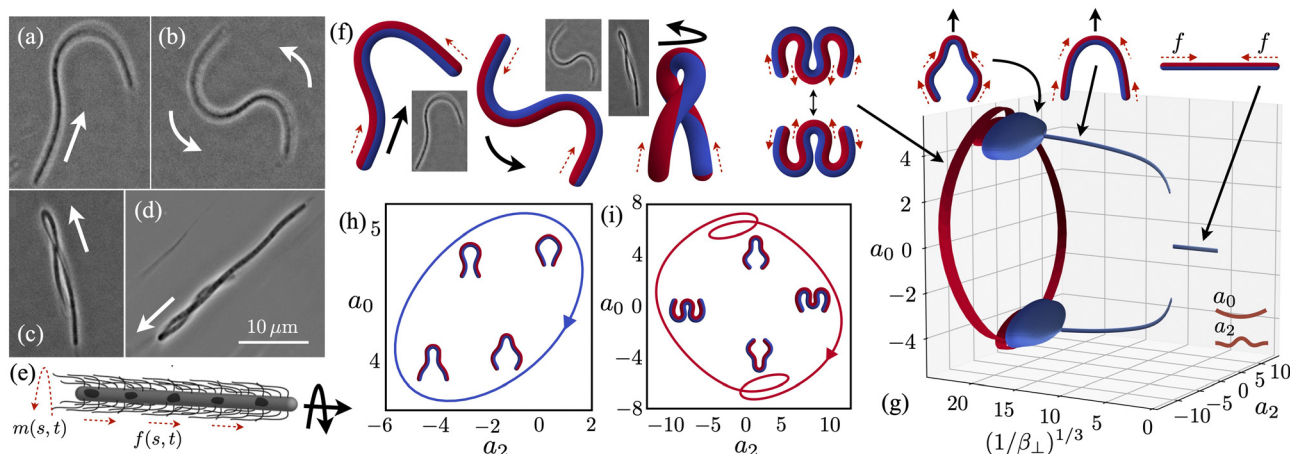 (a)
(b)
(c)
(d)
10 μm
(e)
m(s, t)
f(s, t)
(f)
f
f
(g)
4
2
a₀ 0
−2
−4
20
15
10
5
0
(1/β⊥)^{1/3}
−10
−5
0
5
10
a₂
a₀
a₂
(h)
5
a₀
4
−2
0
2
4
a₂
(i)
8
4
a₀ 0
−4
−8
−10
−5
0
5
10
a₂